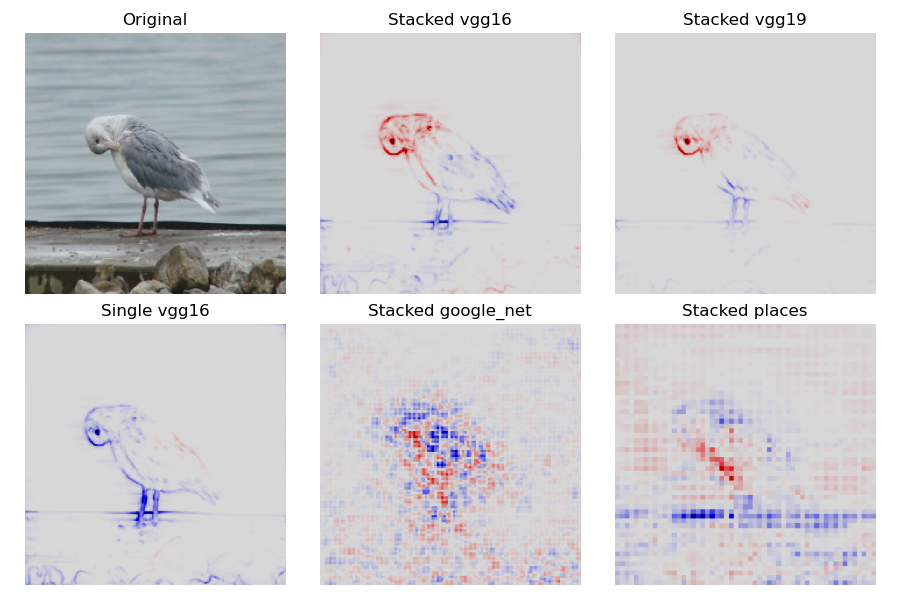 Original
Stacked vgg16
Stacked vgg19
Single vgg16
Stacked google_net
Stacked places